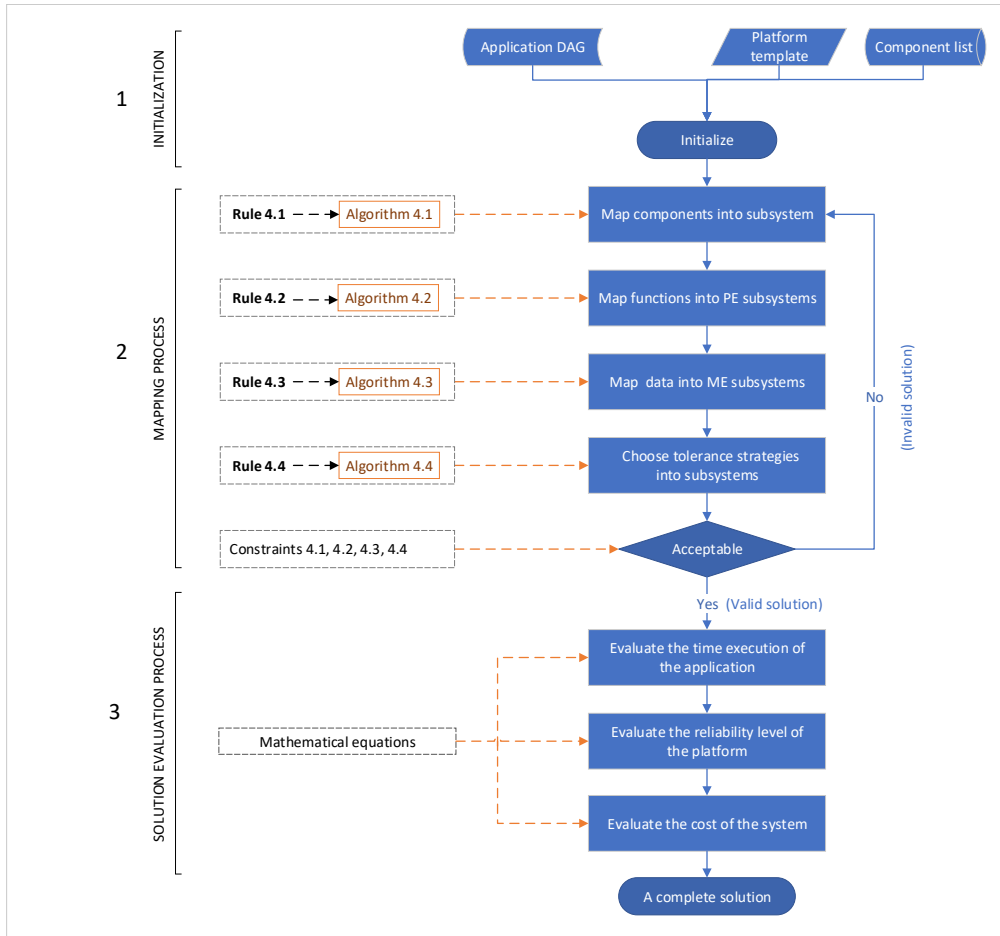 Application DAG
Platform
template
Component list
1
INITIALIZATION
Initialize
2
MAPPING PROCESS
Rule 4.1
Algorithm 4.1
Map components into subsystem
Rule 4.2
Algorithm 4.2
Map functions into PE subsystems
Rule 4.3
Algorithm 4.3
Map data into ME subsystems
No
(Invalid solution)
Rule 4.4
Algorithm 4.4
Choose tolerance strategies
into subsystems
Constraints 4.1, 4.2, 4.3, 4.4
Acceptable
Yes (Valid solution)
3
SOLUTION EVALUATION PROCESS
Evaluate the time execution of
the application
Mathematical equations
Evaluate the reliability level of
the platform
Evaluate the cost of the system
A complete solution